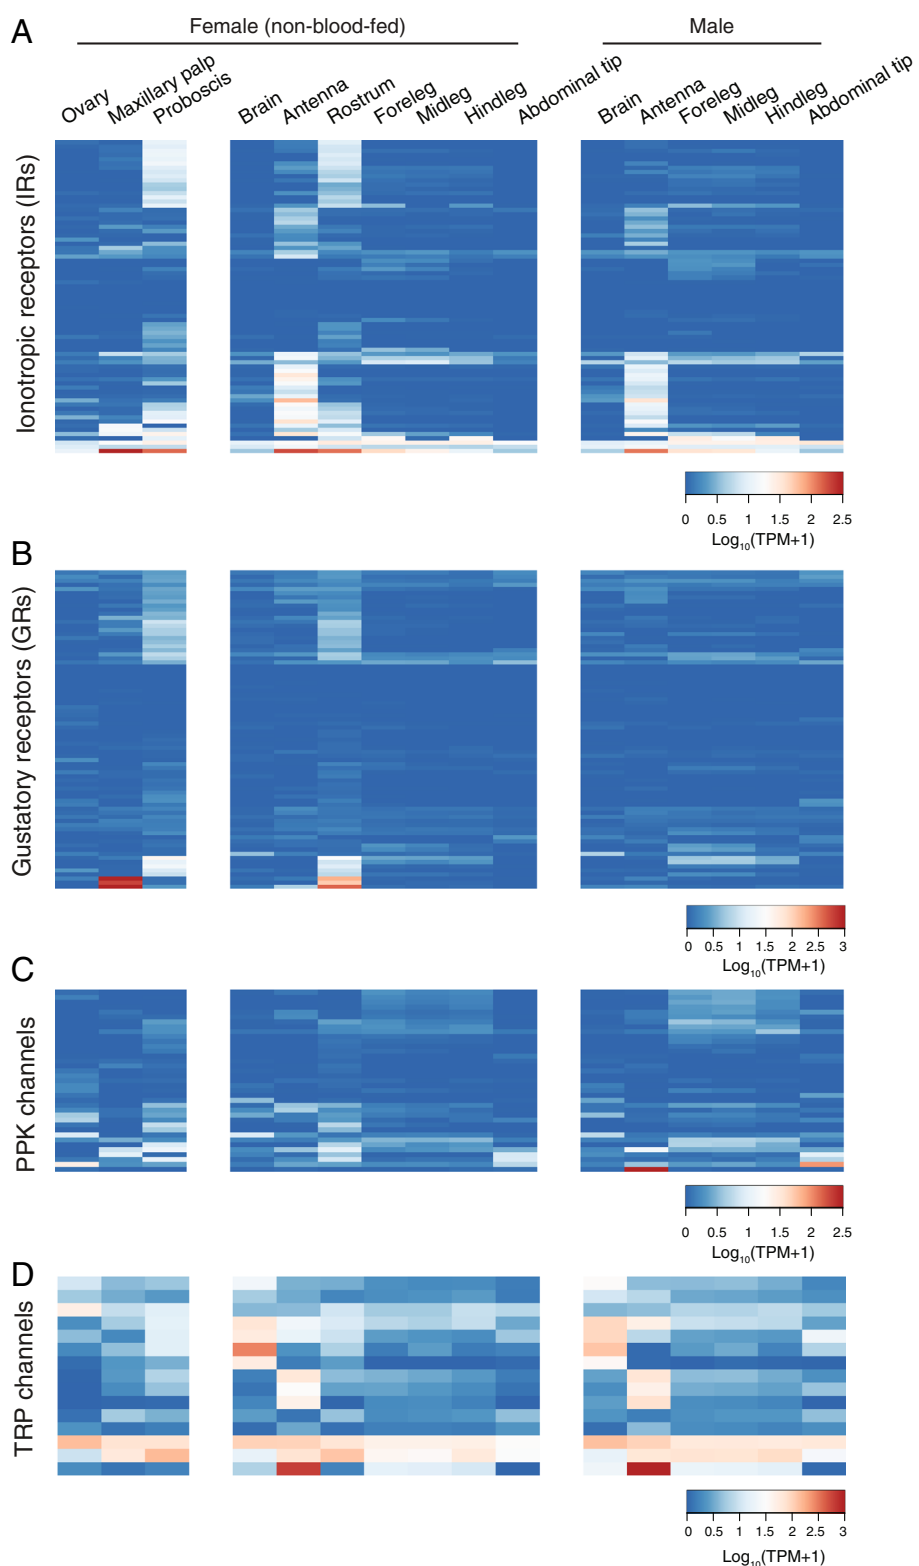 A
Female (non-blood-fed)
Male
Ovary
Maxillary palp
Proboscis
Brain
Antenna
Rostrum
Foreleg
Midleg
Hindleg
Abdominal tip
Brain
Antenna
Foreleg
Midleg
Hindleg
Abdominal tip
Ionotropic receptors (IRs)
0 0.5 1 1.5 2 2.5
Log10(TPM+1)
B
Gustatory receptors (GRs)
0 0.5 1 1.5 2 2.5 3
Log10(TPM+1)
C
PPK channels
0 0.5 1 1.5 2 2.5
Log10(TPM+1)
D
TRP channels
0 0.5 1 1.5 2 2.5 3
Log10(TPM+1)